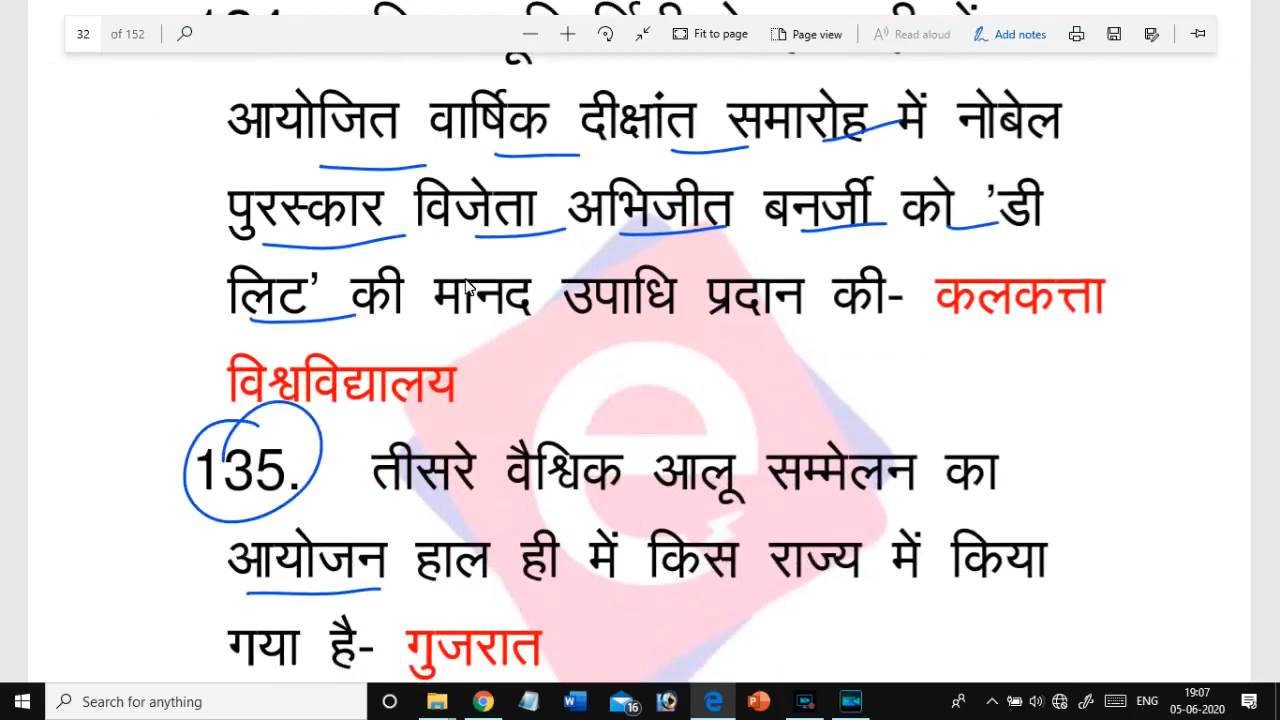 32 of 152 Fit to page Page view Read aloud Add notes
आयोजित वार्षिक दीक्षांत समारोह में नोबेल
पुरस्कार विजेता अभिजीत बनर्जी को 'डी
लिट' की मानद उपाधि प्रदान की- कलकत्ता
विश्वविद्यालय
135. तीसरे वैश्विक आलू सम्मेलन का
आयोजन हाल ही में किस राज्य में किया
गया है- गुजरात
Search for anything 16 ENG 19:07
05-06-2020